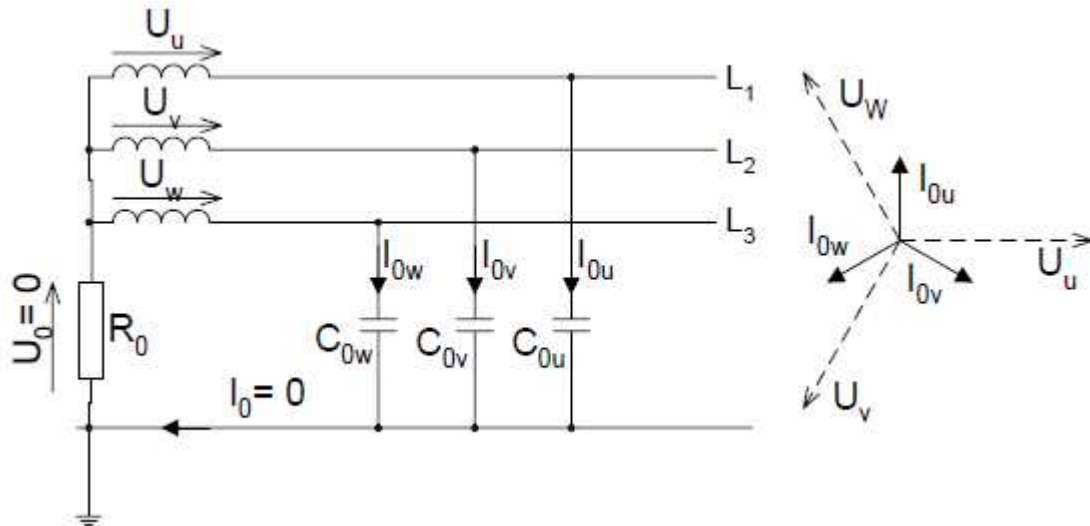 U_u
U_v
U_w
L_1
L_2
L_3
I_0w
I_0v
I_0u
U_0 = 0
R_0
C_0w
C_0v
C_0u
I_0 = 0
U_W
I_0u
I_0w
I_0v
U_u
U_v